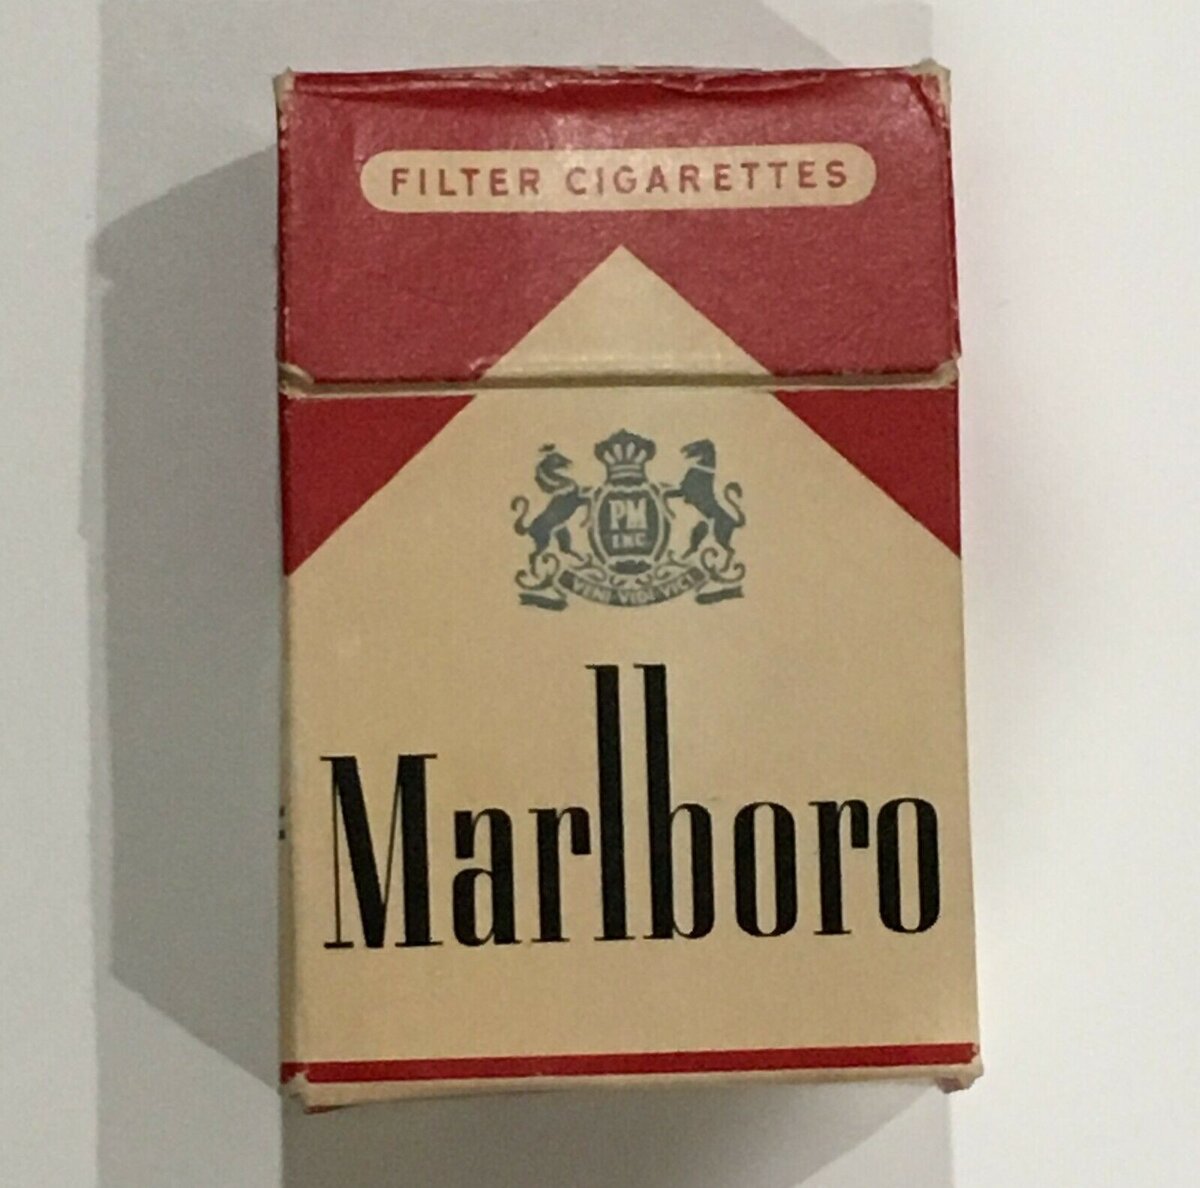 FILTER CIGARETTES
PM
INC.
VENI·VIDI·VICI
Marlboro